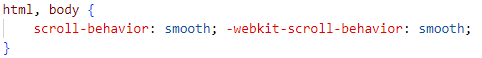 html, body {
    scroll-behavior: smooth; -webkit-scroll-behavior: smooth;
}